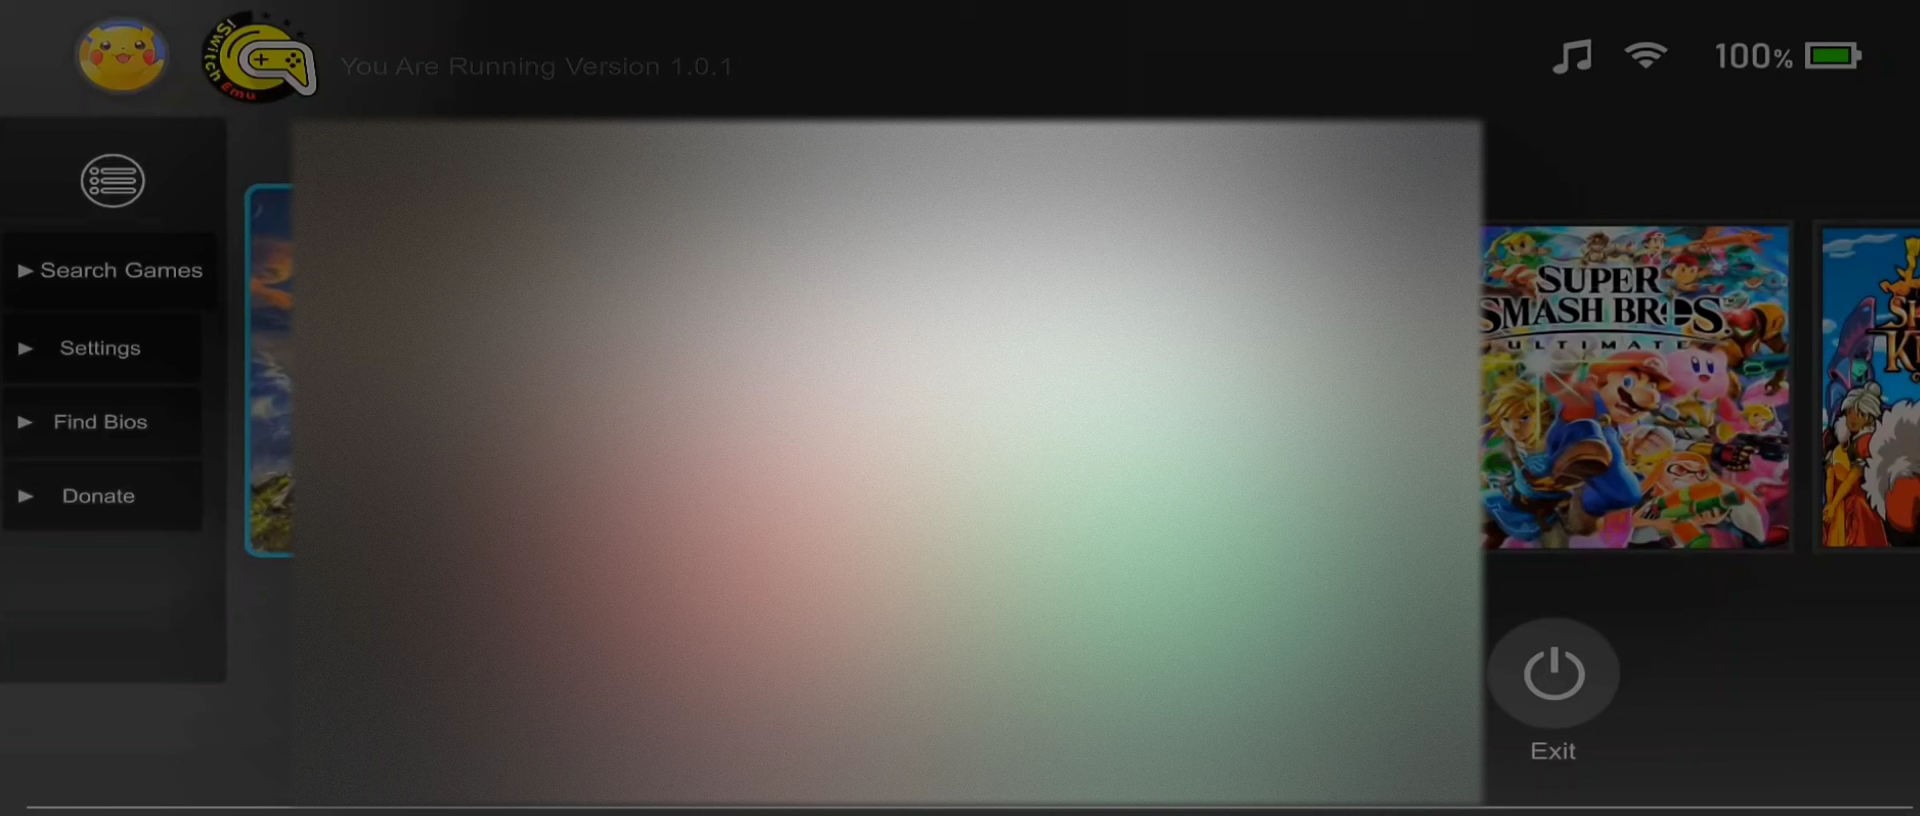 iSwitch Emu
You Are Running Version 1.0.1
100%
Search Games
Settings
Find Bios
Donate
SUPER
SMASH BROS.
ULTIMATE
Exit